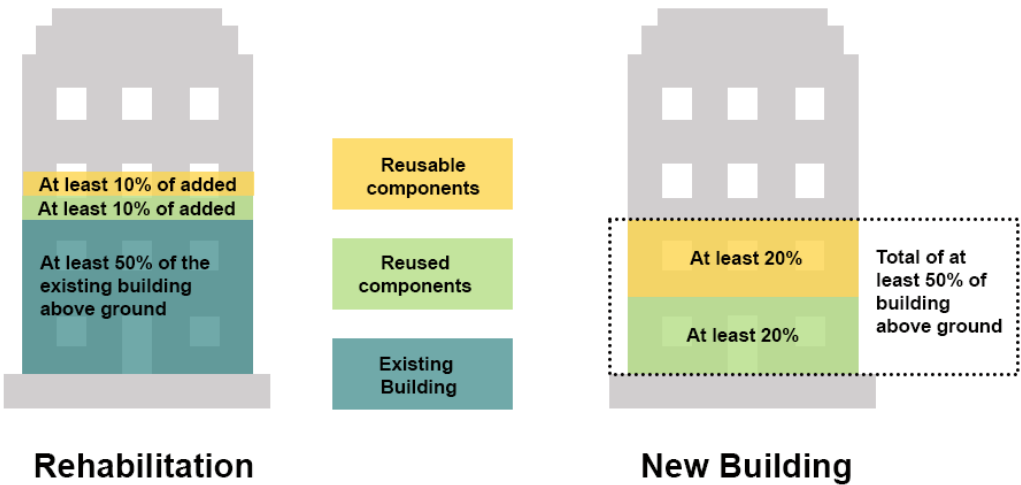 At least 10% of added
At least 10% of added
At least 50% of the
existing building
above ground
Reusable
components
Reused
components
Existing
Building
At least 20%
At least 20%
Total of at
least 50% of
building
above ground
Rehabilitation
New Building